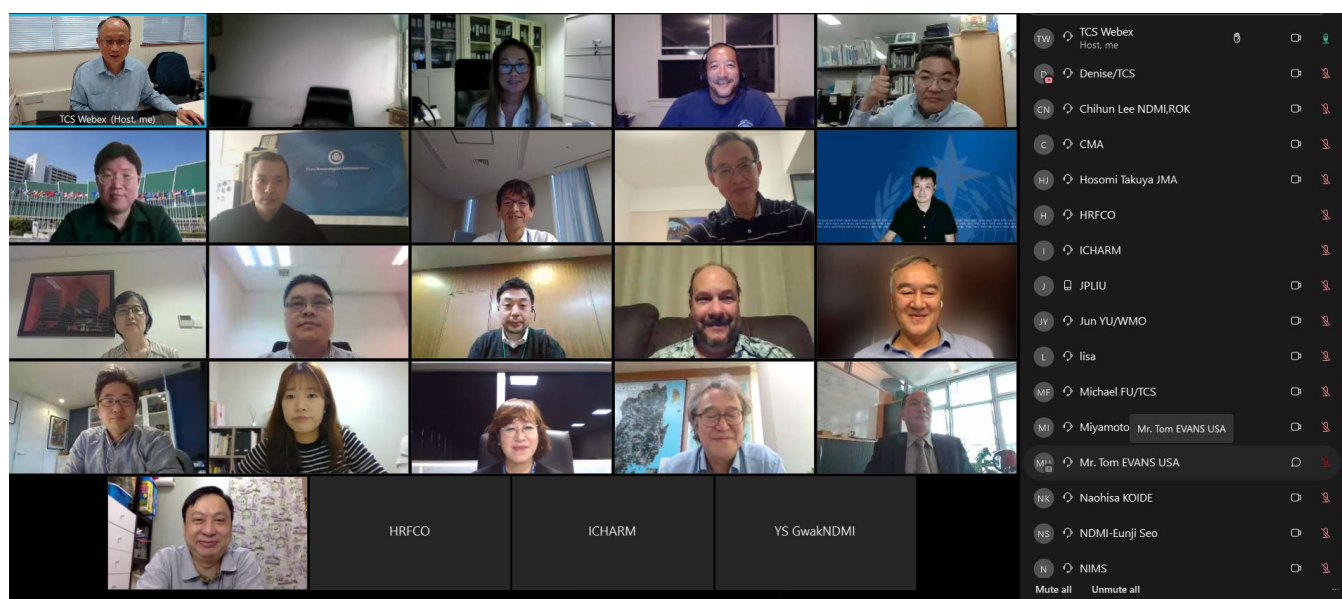 TCS Webex (Host, me)
HRFCO
ICHARM
YS GwakNDMI
TW
TCS Webex
Host, me
Denise/TCS
CN
Chihun Lee NDMI,ROK
C
CMA
HJ
Hosomi Takuya JMA
H
HRFCO
I
ICHARM
J
JPLIU
JY
Jun YU/WMO
L
lisa
MF
Michael FU/TCS
MI
Miyamoto
Mr. Tom EVANS USA
Mr. Tom EVANS USA
NK
Naohisa KOIDE
NS
NDMI-Eunji Seo
N
NIMS
Mute all Unmute all